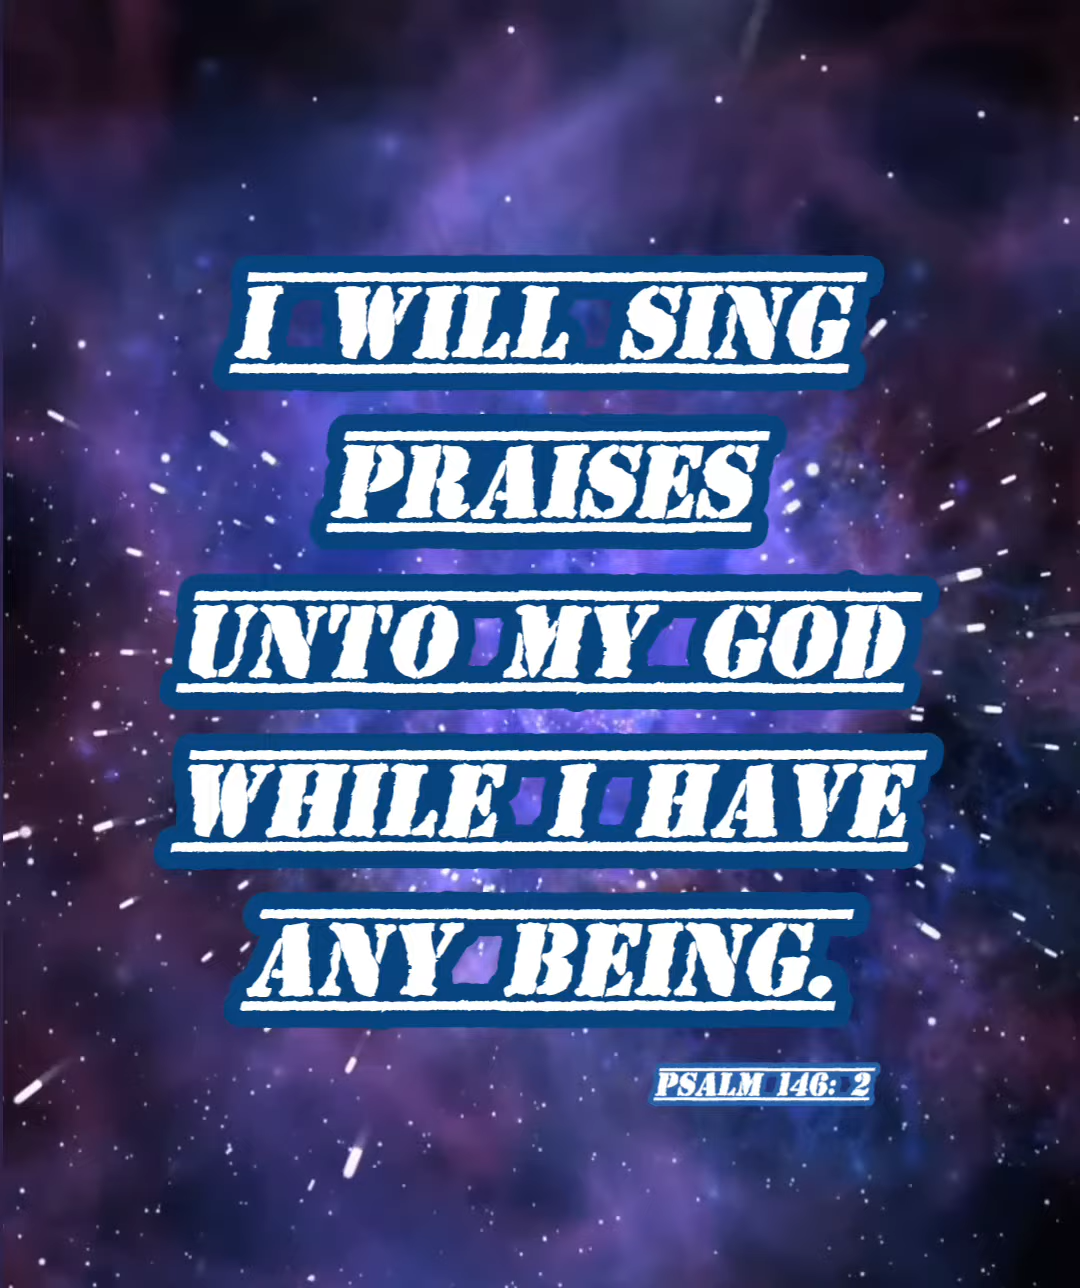 I WILL SING
PRAISES
UNTO MY GOD
WHILE I HAVE
ANY BEING.
PSALM 146: 2